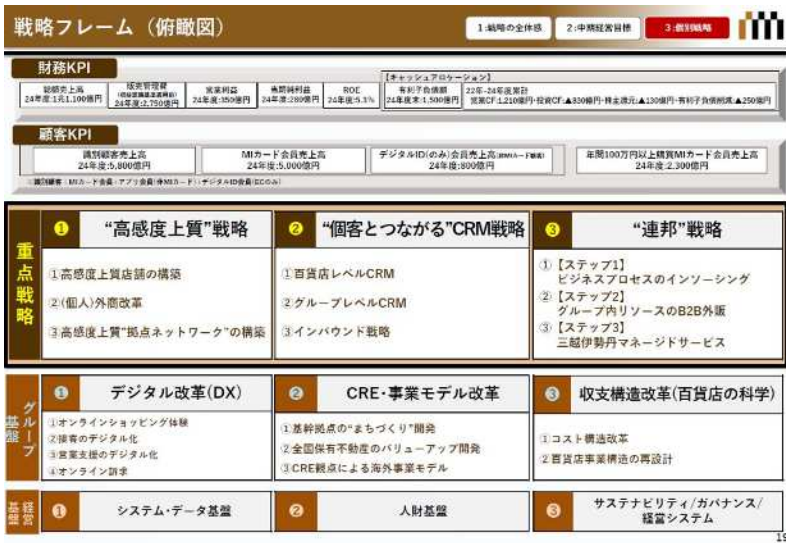 戦略フレーム（俯瞰図）
1:戦略の全体感
2:中期経営目標
3:個別戦略
財務KPI
【キャッシュアロケーション】
総額売上高
24年度:1兆1,100億円
販売管理費
24年度:2,750億円
営業利益
24年度:350億円
当期純利益
24年度:280億円
ROE
24年度:5.1%
有利子負債額
24年度末:1,500億円
22年-24年度累計
営業CF:1,210億円・投資CF:▲830億円・株主還元:▲130億円・有利子負債削減:▲250億円
顧客KPI
識別顧客売上高
24年度:5,800億円
MIカード会員売上高
24年度:5,000億円
デジタルID(のみ)会員売上高
24年度:800億円
年間100万円以上購買MIカード会員売上高
24年度:2,300億円
重点戦略
❶ “高感度上質”戦略
①高感度上質店舗の構築
②(個人)外商改革
③高感度上質“拠点ネットワーク”の構築
❷ “個客とつながる”CRM戦略
①百貨店レベルCRM
②グループレベルCRM
③インバウンド戦略
❸ “連邦”戦略
①【ステップ1】
ビジネスプロセスのインソーシング
②【ステップ2】
グループ内リソースのB2B外販
③【ステップ3】
三越伊勢丹マネージドサービス
グループ基盤
❶ デジタル改革(DX)
①オンラインショッピング体験
②接客のデジタル化
③営業支援のデジタル化
④オンライン訴求
❷ CRE・事業モデル改革
①基幹拠点の“まちづくり”開発
②全国保有不動産のバリューアップ開発
③CRE観点による海外事業モデル
❸ 収支構造改革(百貨店の科学)
①コスト構造改革
②百貨店事業構造の再設計
経営基盤
❶ システム・データ基盤
❷ 人財基盤
❸ サステナビリティ/ガバナンス/
経営システム
19